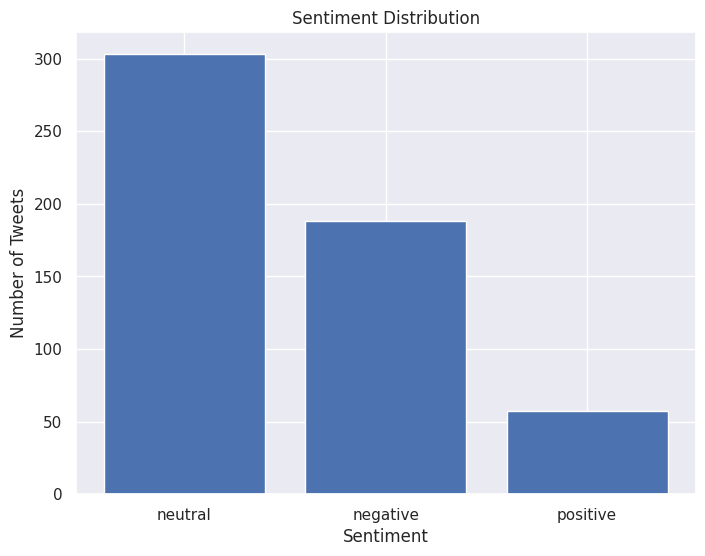 Sentiment Distribution
Number of Tweets
300
250
200
150
100
50
0
neutral negative positive
Sentiment